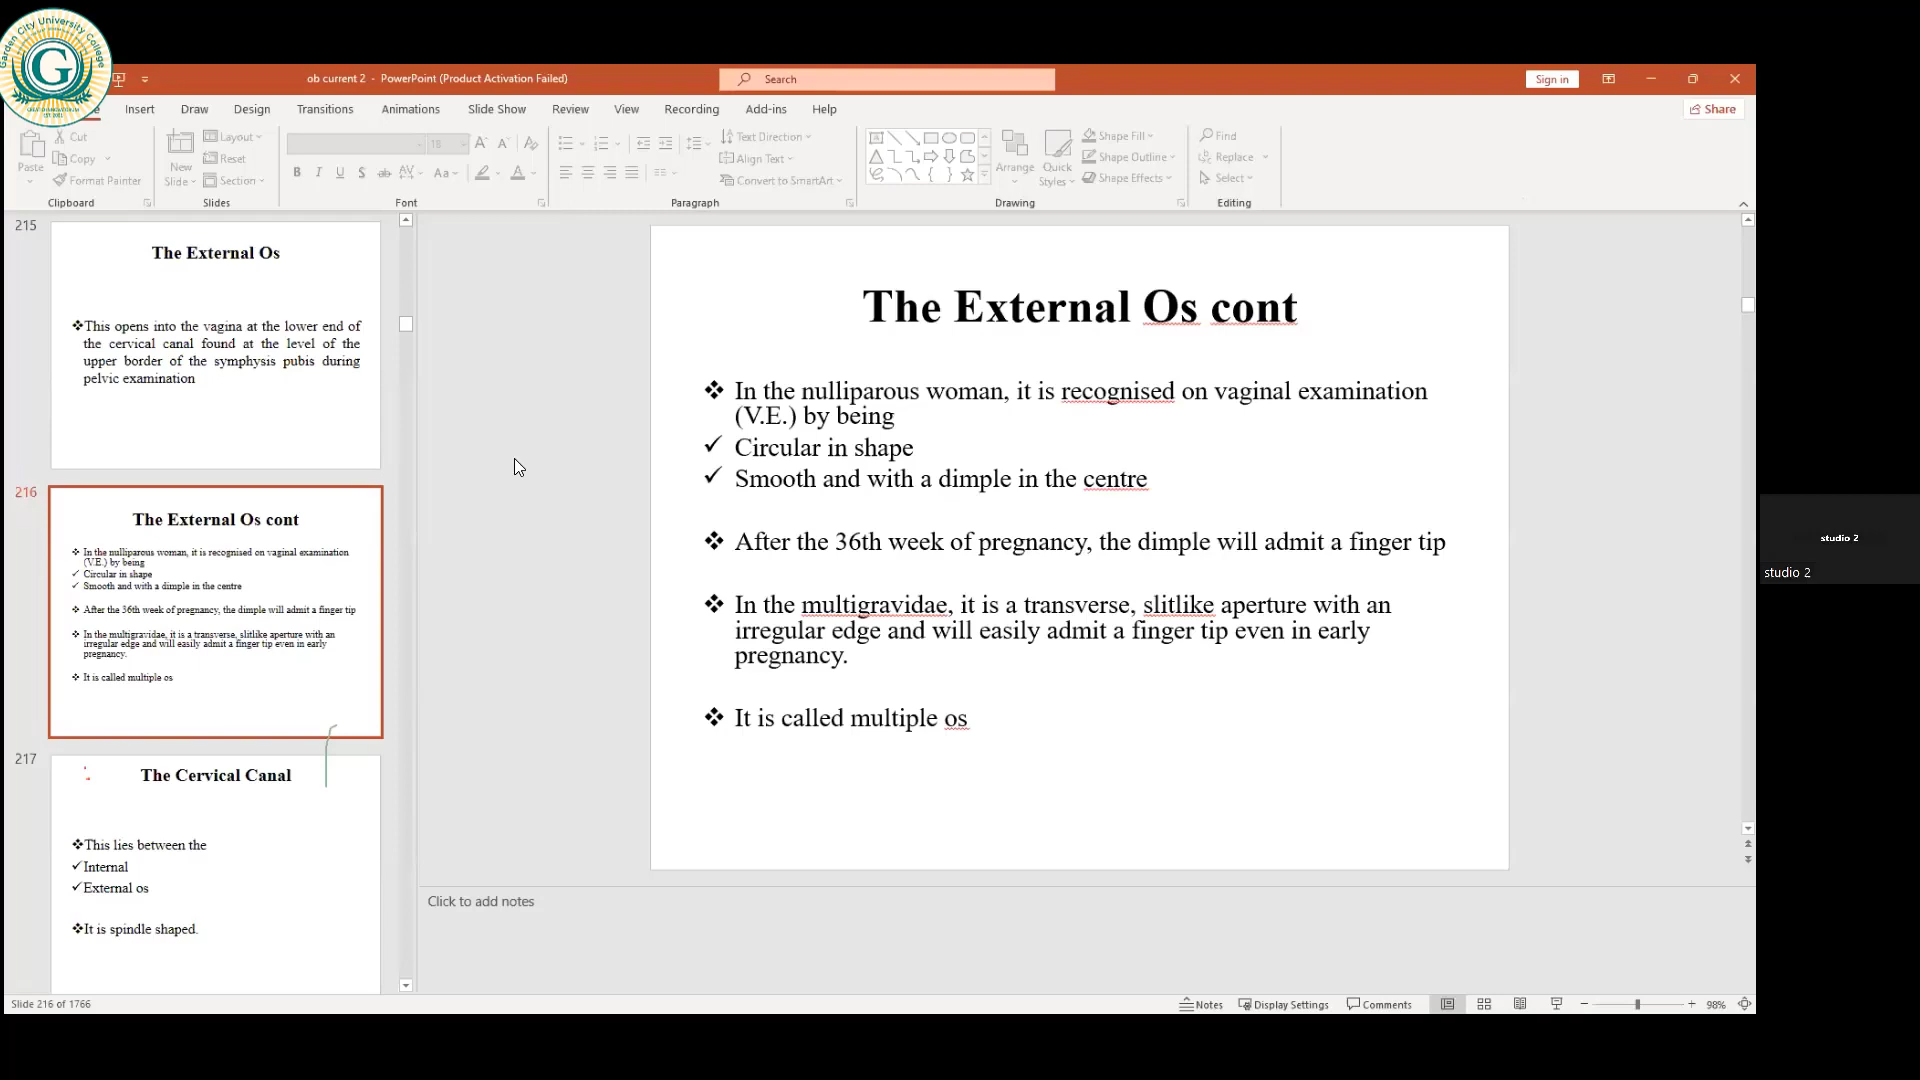 Garden City University College
G
ob current 2 - PowerPoint (Product Activation Failed)
Search
Sign in
Insert Draw Design Transitions Animations Slide Show Review View Recording Add-ins Help
Share
Paste
Cut
Copy
Format Painter
Clipboard
New Slide
Layout
Reset
Section
Slides
18
B I U S ab AV Aa A
Font
Text Direction
Align Text
Convert to SmartArt
Paragraph
Arrange
Quick Styles
Shape Fill
Shape Outline
Shape Effects
Drawing
Find
Replace
Select
Editing
215
The External Os
❖This opens into the vagina at the lower end of
the cervical canal found at the level of the
upper border of the symphysis pubis during
pelvic examination
216
The External Os cont
❖ In the nulliparous woman, it is recognised on vaginal examination
(V.E.) by being
✓ Circular in shape
✓ Smooth and with a dimple in the centre
❖ After the 36th week of pregnancy, the dimple will admit a finger tip
❖ In the multigravidae, it is a transverse, slitlike aperture with an
irregular edge and will easily admit a finger tip even in early
pregnancy.
❖ It is called multiple os
217
The Cervical Canal
❖This lies between the
✓Internal
✓External os
❖It is spindle shaped.
The External Os cont
❖ In the nulliparous woman, it is recognised on vaginal examination
(V.E.) by being
✓ Circular in shape
✓ Smooth and with a dimple in the centre
❖ After the 36th week of pregnancy, the dimple will admit a finger tip
❖ In the multigravidae, it is a transverse, slitlike aperture with an
irregular edge and will easily admit a finger tip even in early
pregnancy.
❖ It is called multiple os
Click to add notes
studio 2
studio 2
Slide 216 of 1766
Notes Display Settings Comments 98%